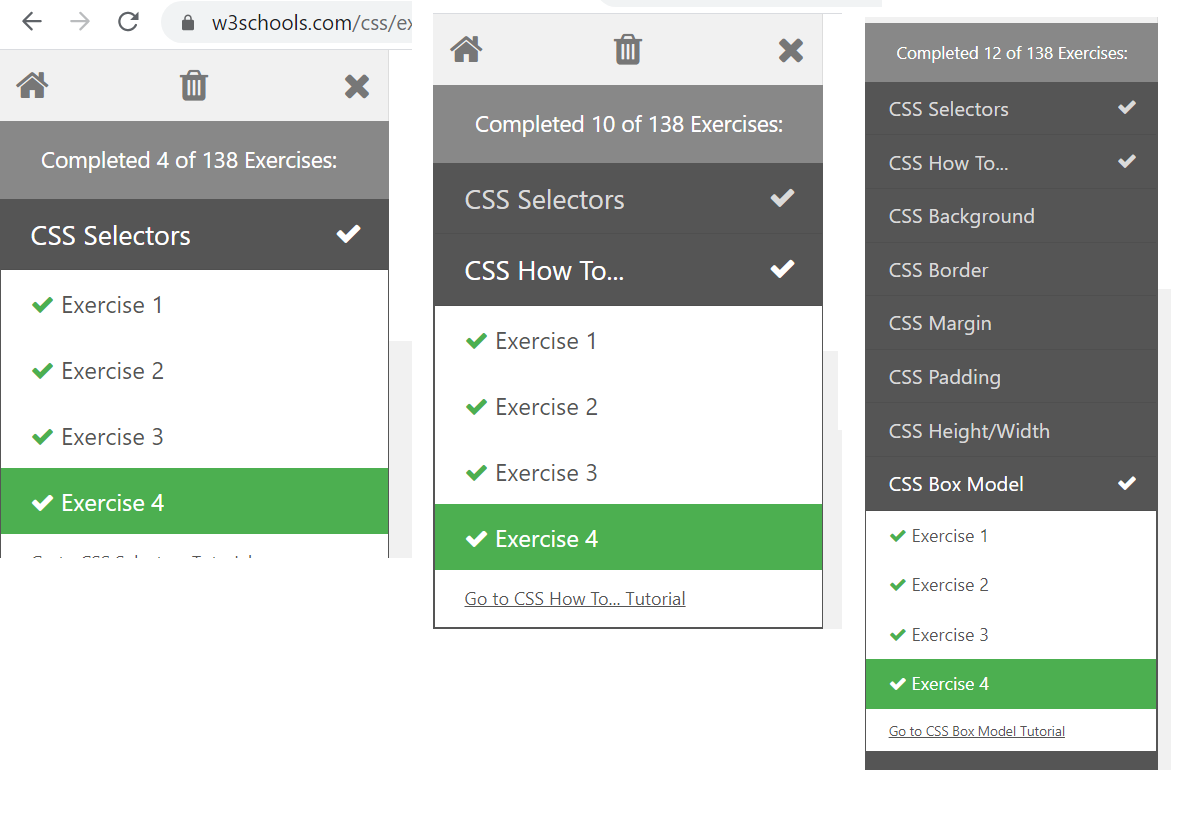 w3schools.com/css/ex
Completed 4 of 138 Exercises:
CSS Selectors
Exercise 1
Exercise 2
Exercise 3
Exercise 4
Completed 10 of 138 Exercises:
CSS Selectors
CSS How To...
Exercise 1
Exercise 2
Exercise 3
Exercise 4
Go to CSS How To... Tutorial
Completed 12 of 138 Exercises:
CSS Selectors
CSS How To...
CSS Background
CSS Border
CSS Margin
CSS Padding
CSS Height/Width
CSS Box Model
Exercise 1
Exercise 2
Exercise 3
Exercise 4
Go to CSS Box Model Tutorial